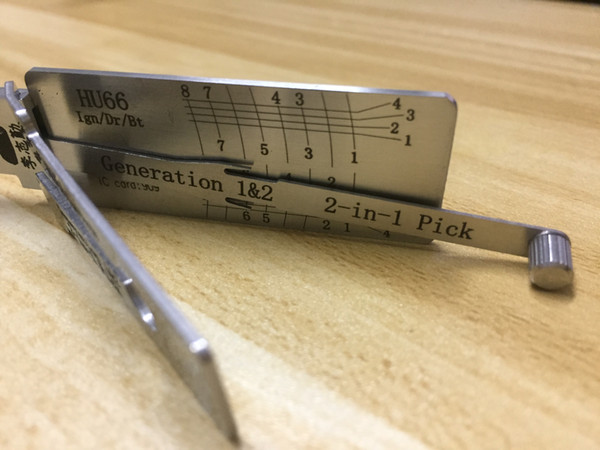 HU66
Ign/Dr/Bt
8 7 4 3
4
3
2
1
7 5 3 1
2
Generation 1&2
2-in-1 Pick
6 5 2 1 4